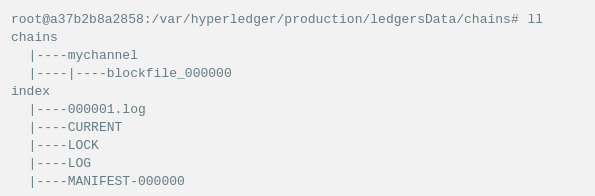 root@a37b2b8a2858:/var/hyperledger/production/ledgersData/chains# ll
chains
|----mychannel
|----|----blockfile_000000
index
|----000001.log
|----CURRENT
|----LOCK
|----LOG
|----MANIFEST-000000